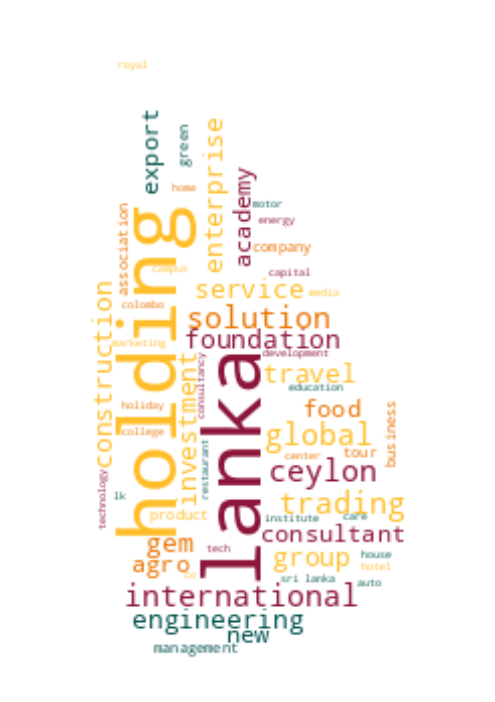 royal
export
green
enterprise
home
academy
motor
association
holding
energy
company
campus
capital
construction
service
media
colombo
solution
marketing
foundation
lanka
development
investment
consultancy
travel
education
holiday
food
business
college
global
restaurant
center
tour
technology
ceylon
lk
trading
product
institute
care
consultant
gem
tech
group
house
agro
hotel
co
sri lanka
auto
international
engineering
new
management